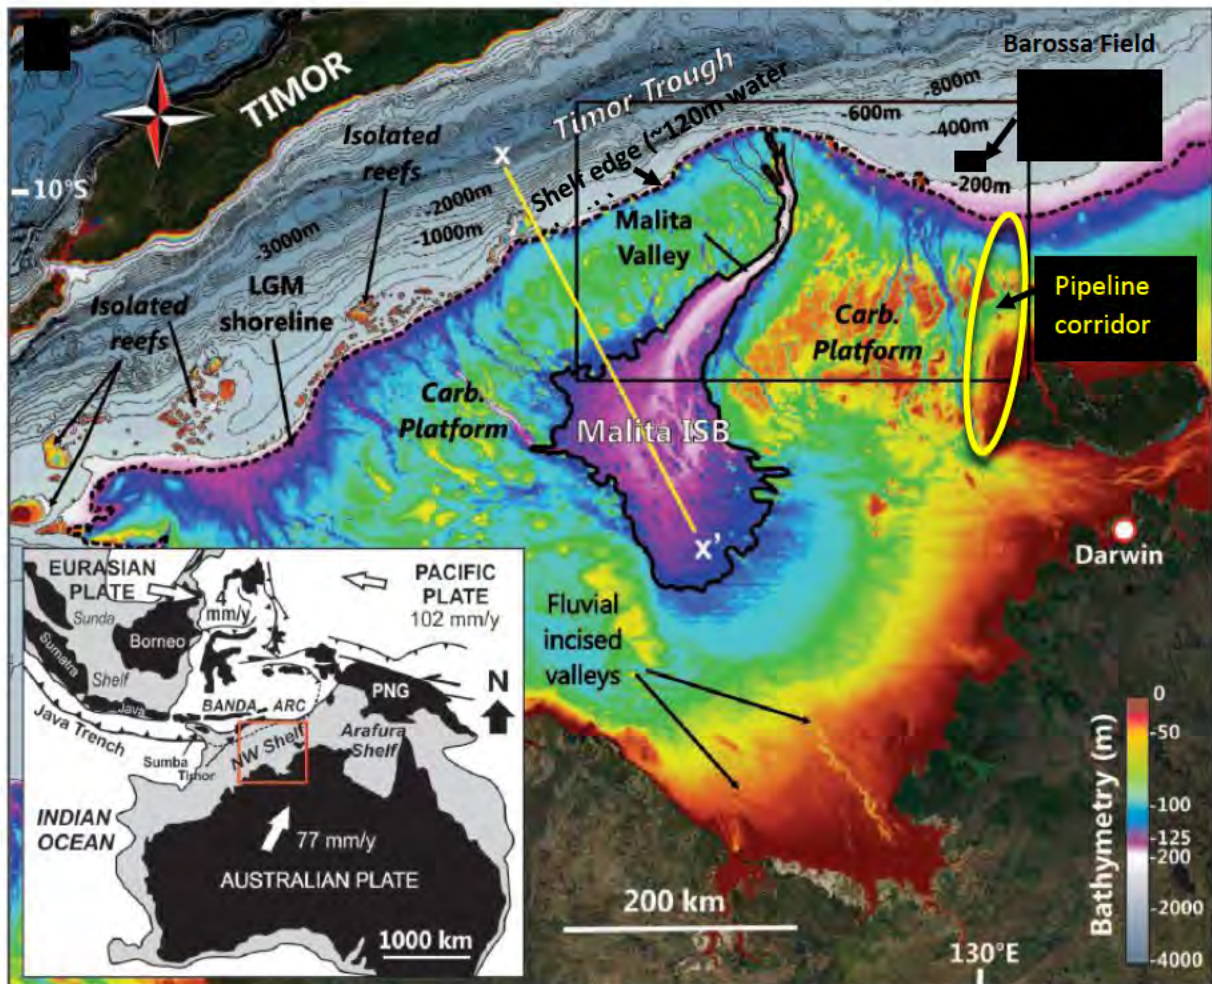 N
TIMOR
Timor Trough
Barossa Field
Isolated
reefs
Shelf edge (~120m water
-800m
-600m
-400m
-200m
10°S
x
-2000m
-1000m
-3000m
Malita
Valley
LGM
shoreline
Isolated
reefs
Pipeline
corridor
Carb.
Platform
Carb.
Platform
Malita ISB
x'
Darwin
Fluvial
incised
valleys
EURASIAN
PLATE
4
mm/y
PACIFIC
PLATE
102 mm/y
Sunda
Borneo
Sumatra
Shelf
Java
BANDA ARC
PNG
N
Java Trench
Arafura
Shelf
NW Shelf
Sumba
Timor
INDIAN
OCEAN
77 mm/y
AUSTRALIAN PLATE
1000 km
200 km
130°E
Bathymetry (m)
0
-50
-100
-125
-200
-2000
-4000